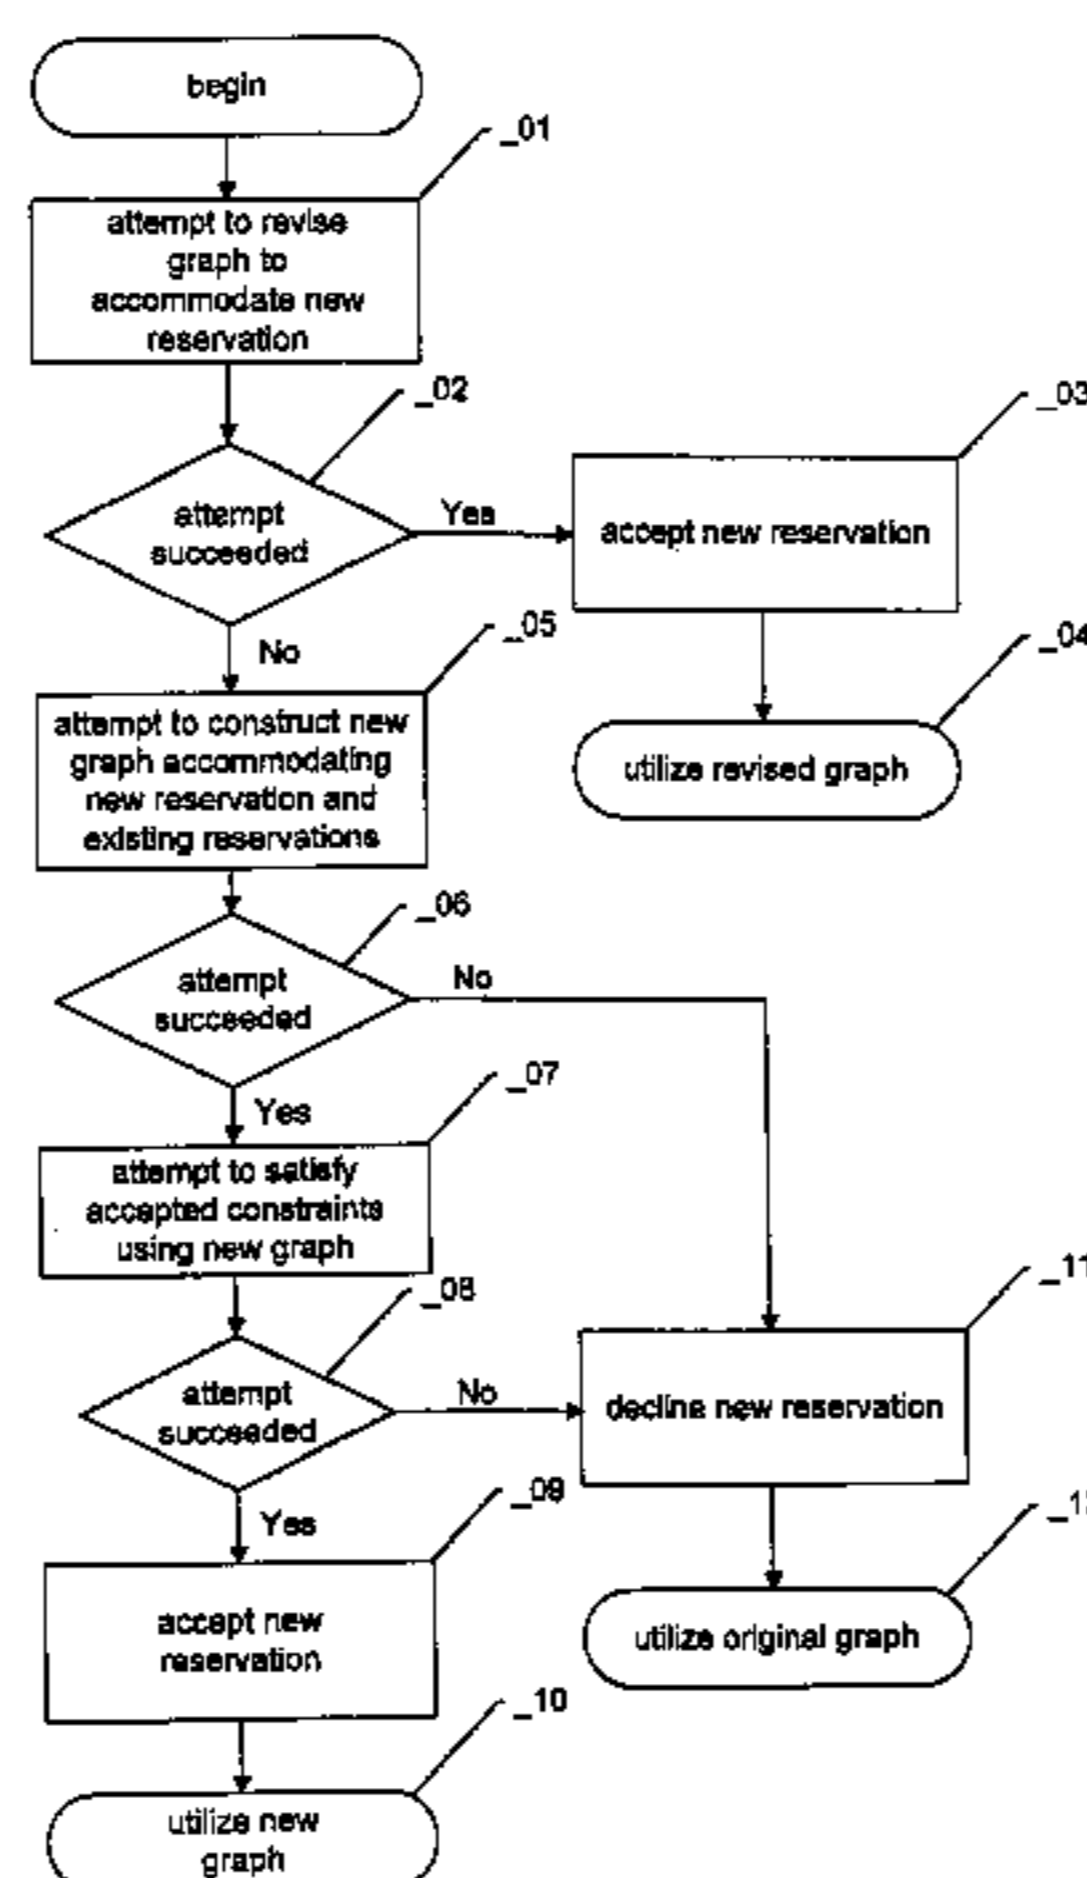 begin
_01
attempt to revise
graph to
accommodate new
reservation
_02
_03
attempt
succeeded
Yes
accept new reservation
No
_05
_04
attempt to construct new
graph accommodating
new reservation and
existing reservations
utilize revised graph
_06
attempt
succeeded
No
_07
Yes
attempt to satisfy
accepted constraints
using new graph
_11
_08
attempt
succeeded
No
decline new reservation
_09
Yes
accept new
reservation
utilize original graph
_10
utilize new
graph